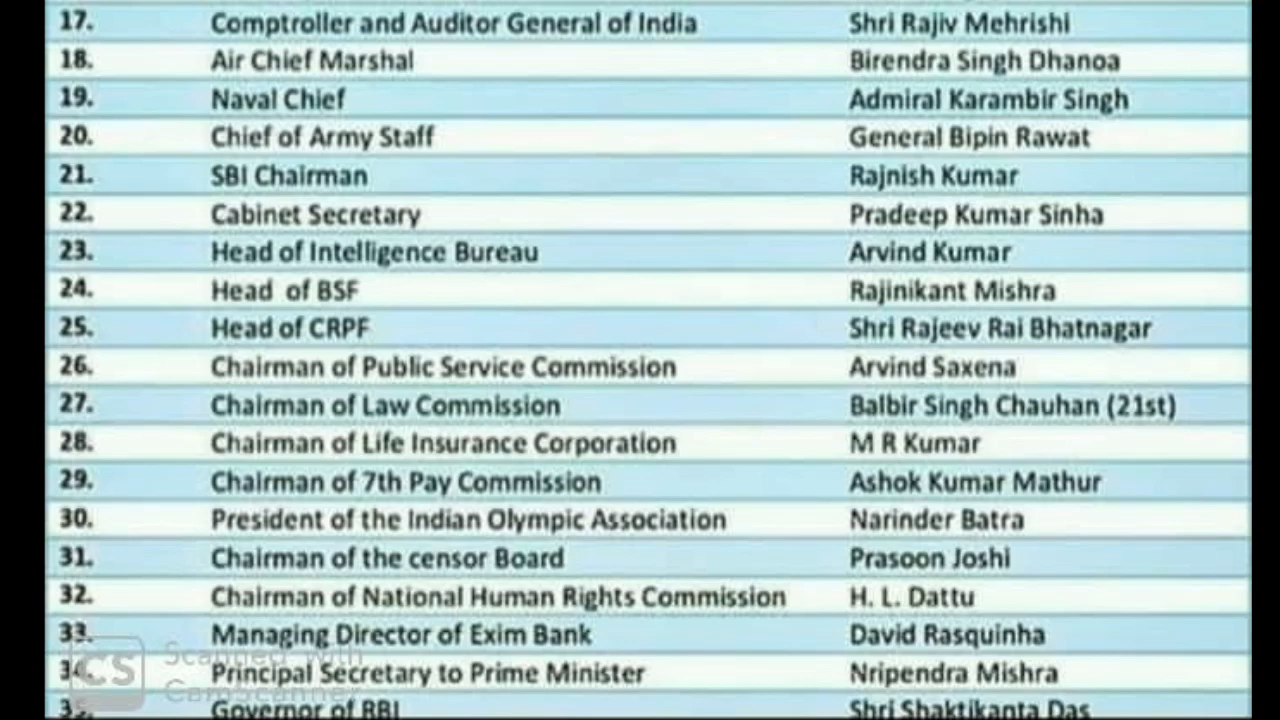 17. Comptroller and Auditor General of India Shri Rajiv Mehrishi
18. Air Chief Marshal Birendra Singh Dhanoa
19. Naval Chief Admiral Karambir Singh
20. Chief of Army Staff General Bipin Rawat
21. SBI Chairman Rajnish Kumar
22. Cabinet Secretary Pradeep Kumar Sinha
23. Head of Intelligence Bureau Arvind Kumar
24. Head of BSF Rajinikant Mishra
25. Head of CRPF Shri Rajeev Rai Bhatnagar
26. Chairman of Public Service Commission Arvind Saxena
27. Chairman of Law Commission Balbir Singh Chauhan (21st)
28. Chairman of Life Insurance Corporation M R Kumar
29. Chairman of 7th Pay Commission Ashok Kumar Mathur
30. President of the Indian Olympic Association Narinder Batra
31. Chairman of the censor Board Prasoon Joshi
32. Chairman of National Human Rights Commission H. L. Dattu
33. Managing Director of Exim Bank David Rasquinha
34. Principal Secretary to Prime Minister Nripendra Mishra
35. Governor of RBI Shri Shaktikanta Das
CS Scanned with
CamScanner